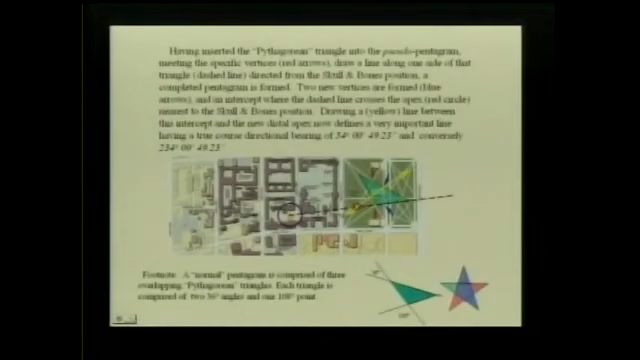 Having inserted the "Pythagorean" triangle into the pseudo-pentagram,
meeting the specific vertices (red arrows), draw a line along one side of that
triangle (dashed line) directed from the Skull & Bones position, a
completed pentagram is formed. Two new vertices are formed (blue
arrows), and an intercept where the dashed line crosses the apex (red circle)
nearest to the Skull & Bones position. Drawing a (yellow) line between
this intercept and the new distal apex now defines a very important line
having a true course directional bearing of 54° 00' 49.23" and conversely
234° 00' 49.23"
Footnote: A "normal" pentagram is comprised of three
overlapping "Pythagorean" triangles. Each triangle is
comprised of two 36° angles and one 108° point.